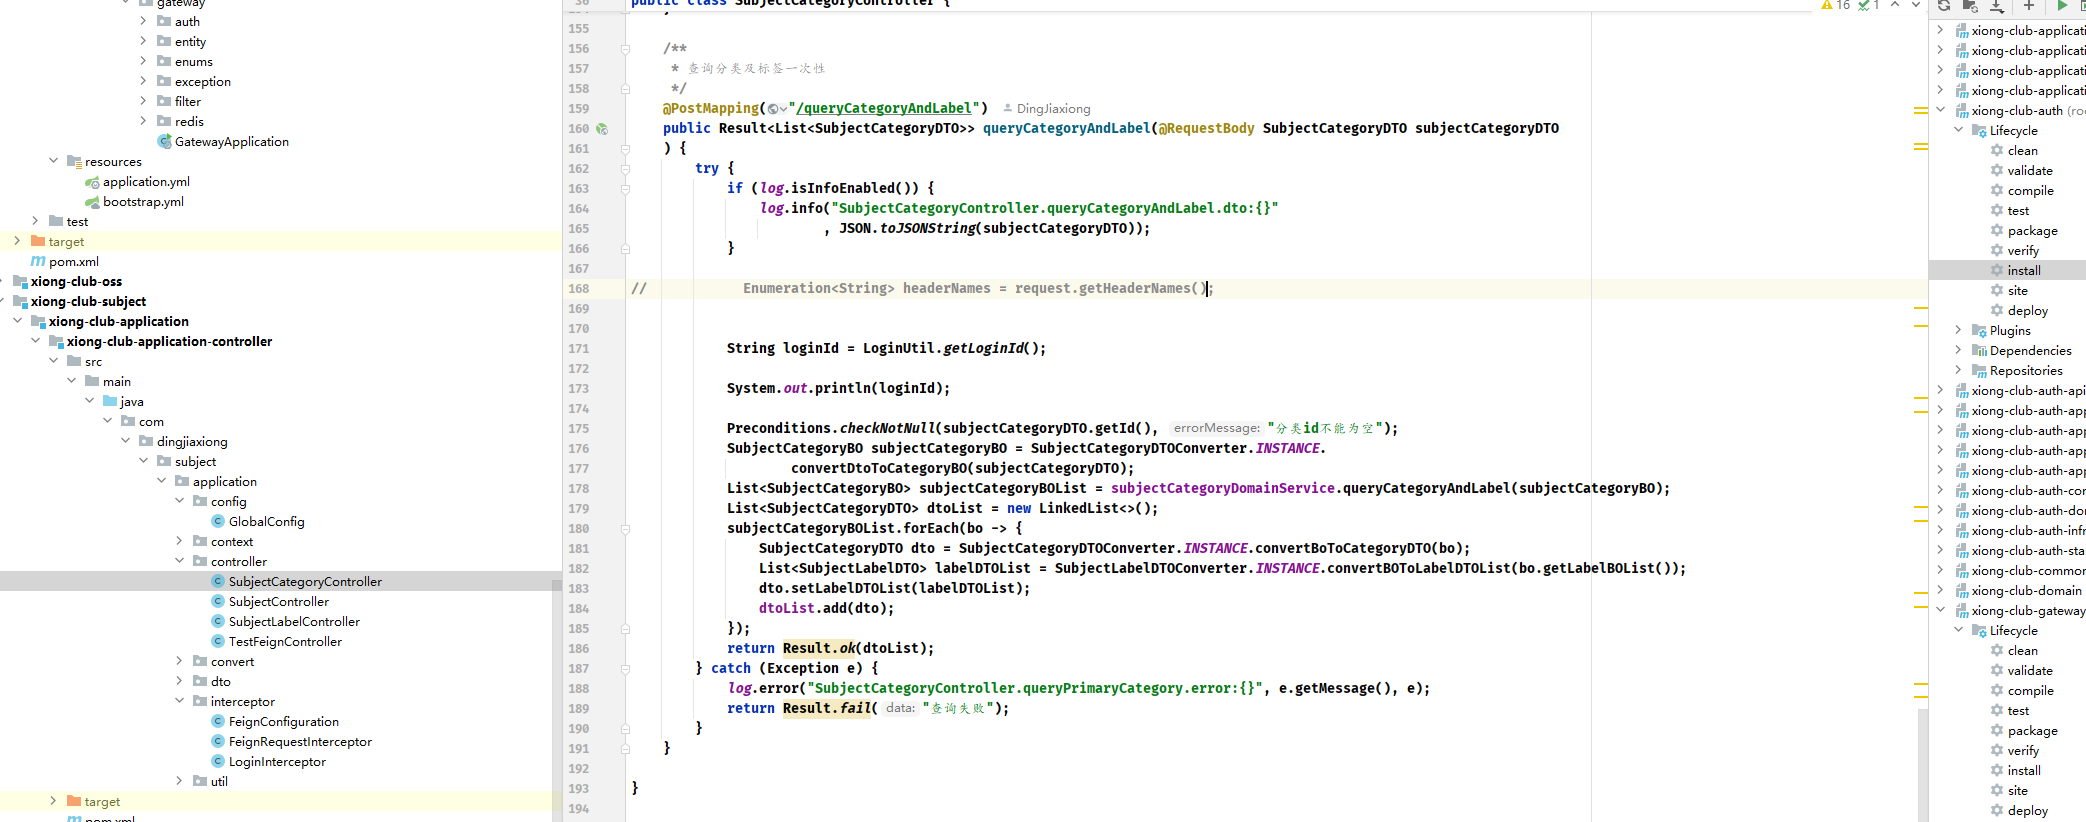 gateway
auth
entity
enums
exception
filter
redis
GatewayApplication
resources
application.yml
bootstrap.yml
test
target
pom.xml
xiong-club-oss
xiong-club-subject
xiong-club-application
xiong-club-application-controller
src
main
java
com
dingjiaxiong
subject
application
config
GlobalConfig
context
controller
SubjectCategoryController
SubjectController
SubjectLabelController
TestFeignController
convert
dto
interceptor
FeignConfiguration
FeignRequestInterceptor
LoginInterceptor
util
target
pom.xml
36 public class SubjectCategoryController {
16 1
154
155
156 /**
157 * 查询分类及标签一次性
158 */
159 @PostMapping("/queryCategoryAndLabel") DingJiaxiong
160 public Result<List<SubjectCategoryDTO>> queryCategoryAndLabel(@RequestBody SubjectCategoryDTO subjectCategoryDTO
161 ) {
162 try {
163 if (log.isInfoEnabled()) {
164 log.info("SubjectCategoryController.queryCategoryAndLabel.dto:{}"
165 , JSON.toJSONString(subjectCategoryDTO));
166 }
167
168 // Enumeration<String> headerNames = request.getHeaderNames();
169
170
171 String loginId = LoginUtil.getLoginId();
172
173 System.out.println(loginId);
174
175 Preconditions.checkNotNull(subjectCategoryDTO.getId(), errorMessage: "分类id不能为空");
176 SubjectCategoryBO subjectCategoryBO = SubjectCategoryDTOConverter.INSTANCE.
177 convertDtoToCategoryBO(subjectCategoryDTO);
178 List<SubjectCategoryBO> subjectCategoryBOList = subjectCategoryDomainService.queryCategoryAndLabel(subjectCategoryBO);
179 List<SubjectCategoryDTO> dtoList = new LinkedList<>();
180 subjectCategoryBOList.forEach(bo -> {
181 SubjectCategoryDTO dto = SubjectCategoryDTOConverter.INSTANCE.convertBoToCategoryDTO(bo);
182 List<SubjectLabelDTO> labelDTOList = SubjectLabelDTOConverter.INSTANCE.convertBOToLabelDTOList(bo.getLabelBOList());
183 dto.setLabelDTOList(labelDTOList);
184 dtoList.add(dto);
185 });
186 return Result.ok(dtoList);
187 } catch (Exception e) {
188 log.error("SubjectCategoryController.queryPrimaryCategory.error:{}", e.getMessage(), e);
189 return Result.fail( data: "查询失败");
190 }
191 }
192
193 }
194
xiong-club-applicati
xiong-club-applicati
xiong-club-applicati
xiong-club-applicati
xiong-club-auth (roo
Lifecycle
clean
validate
compile
test
package
verify
install
site
deploy
Plugins
Dependencies
Repositories
xiong-club-auth-api
xiong-club-auth-app
xiong-club-auth-app
xiong-club-auth-app
xiong-club-auth-app
xiong-club-auth-con
xiong-club-auth-do
xiong-club-auth-infr
xiong-club-auth-sta
xiong-club-common
xiong-club-domain
xiong-club-gateway
Lifecycle
clean
validate
compile
test
package
verify
install
site
deploy